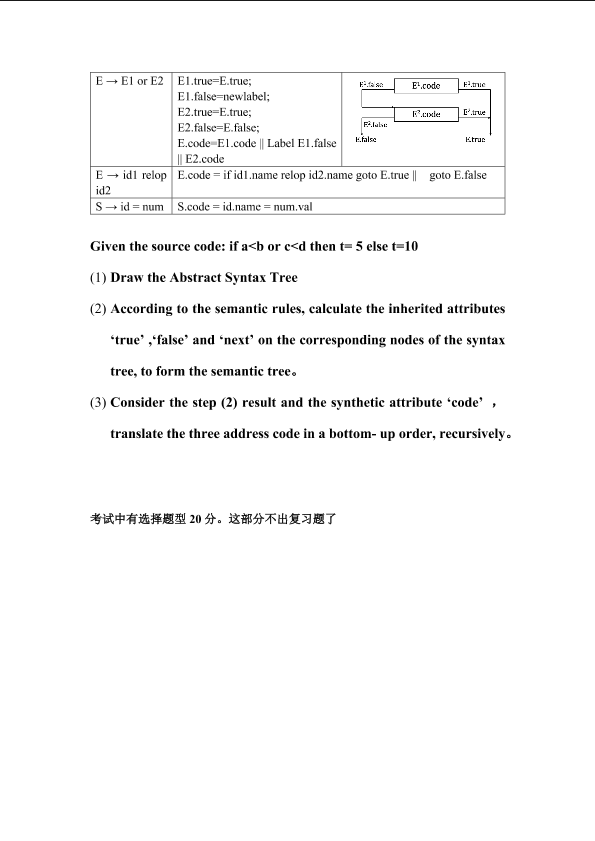 E → E1 or E2
E1.true=E.true;
E1.false=newlabel;
E2.true=E.true;
E2.false=E.false;
E.code=E1.code || Label E1.false
|| E2.code
E¹.false
E¹.code
E¹.true
E².code
E².true
E².false
E.false
E.true
E → id1 relop
id2
E.code = if id1.name relop id2.name goto E.true || goto E.false
S → id = num
S.code = id.name = num.val
Given the source code: if a<b or c<d then t= 5 else t=10
(1) Draw the Abstract Syntax Tree
(2) According to the semantic rules, calculate the inherited attributes
‘true’ ,‘false’ and ‘next’ on the corresponding nodes of the syntax
tree, to form the semantic tree。
(3) Consider the step (2) result and the synthetic attribute ‘code’ ，
translate the three address code in a bottom- up order, recursively。
考试中有选择题型 20 分。这部分不出复习题了